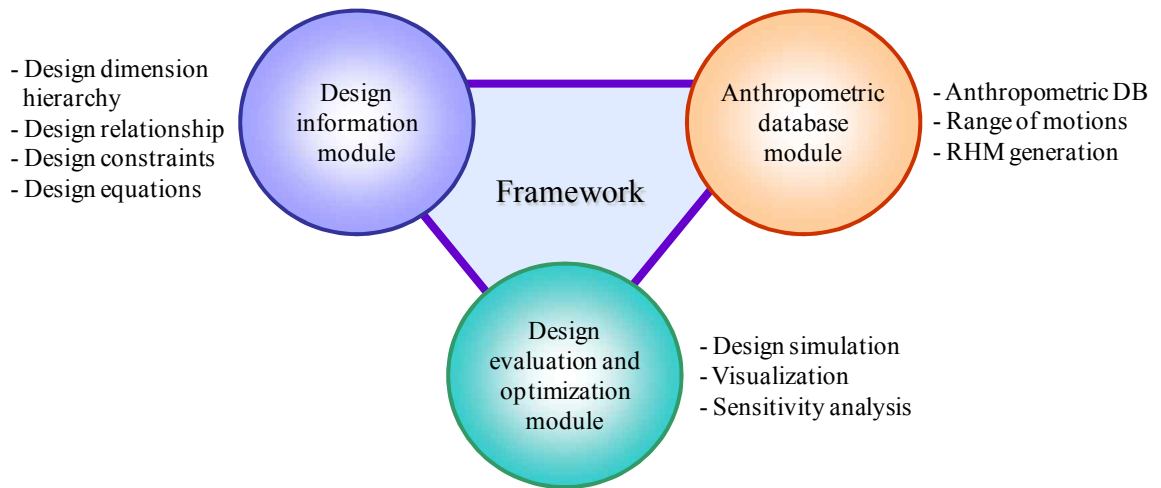 - Design dimension
hierarchy
- Design relationship
- Design constraints
- Design equations
Design
information
module
Framework
Anthropometric
database
module
- Anthropometric DB
- Range of motions
- RHM generation
Design
evaluation and
optimization
module
- Design simulation
- Visualization
- Sensitivity analysis